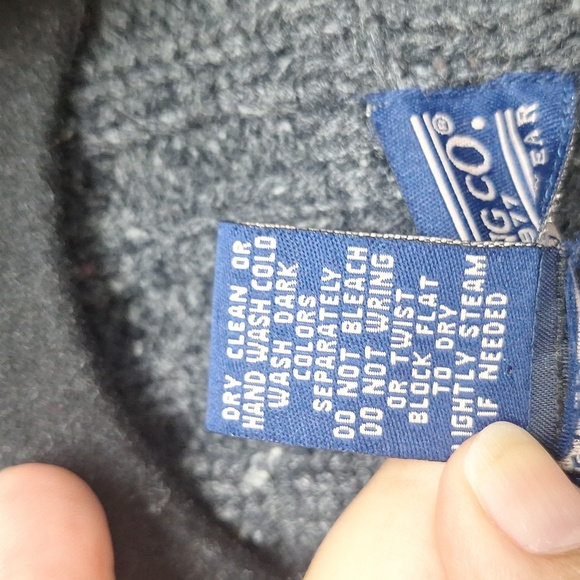 DRY CLEAN OR
HAND WASH COLD
WASH DARK
COLORS
SEPARATELY
DO NOT BLEACH
DO NOT WRING
OR TWIST
BLOCK FLAT
TO DRY
LIGHTLY STEAM
IF NEEDED
CO.®